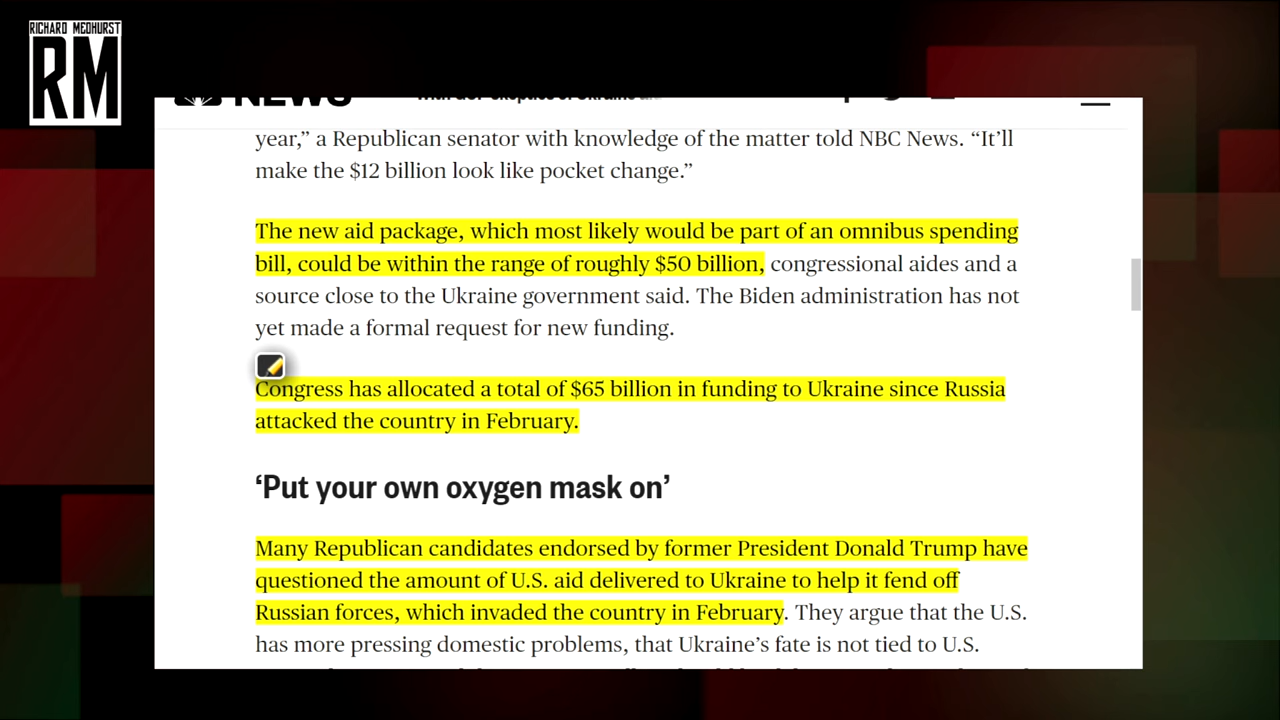 RICHARD MEDHURST
RM
NEWS
year,” a Republican senator with knowledge of the matter told NBC News. “It’ll
make the $12 billion look like pocket change.”
The new aid package, which most likely would be part of an omnibus spending
bill, could be within the range of roughly $50 billion, congressional aides and a
source close to the Ukraine government said. The Biden administration has not
yet made a formal request for new funding.
Congress has allocated a total of $65 billion in funding to Ukraine since Russia
attacked the country in February.
‘Put your own oxygen mask on’
Many Republican candidates endorsed by former President Donald Trump have
questioned the amount of U.S. aid delivered to Ukraine to help it fend off
Russian forces, which invaded the country in February. They argue that the U.S.
has more pressing domestic problems, that Ukraine’s fate is not tied to U.S.